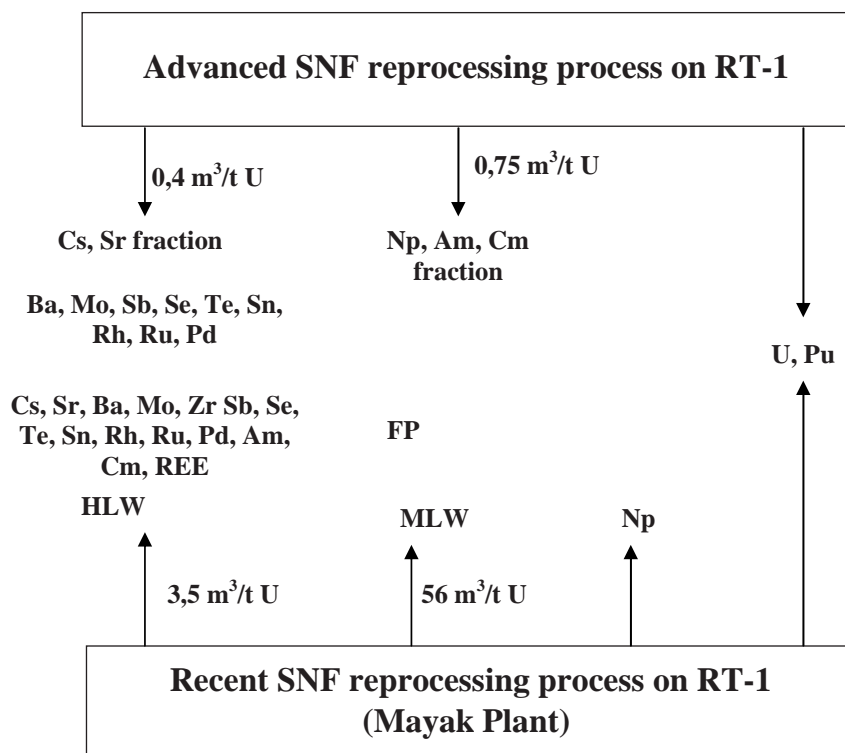 Advanced SNF reprocessing process on RT-1
0,4 m³/t U
0,75 m³/t U
Cs, Sr fraction
Np, Am, Cm
fraction
Ba, Mo, Sb, Se, Te, Sn,
Rh, Ru, Pd
U, Pu
Cs, Sr, Ba, Mo, Zr Sb, Se,
Te, Sn, Rh, Ru, Pd, Am,
Cm, REE
FP
HLW
MLW
Np
3,5 m³/t U
56 m³/t U
Recent SNF reprocessing process on RT-1
(Mayak Plant)